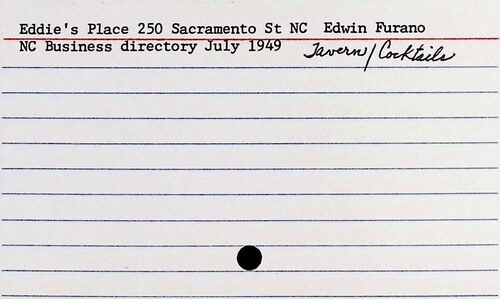 Eddie's Place 250 Sacramento St NC Edwin Furano
NC Business directory July 1949 Tavern/Cocktails